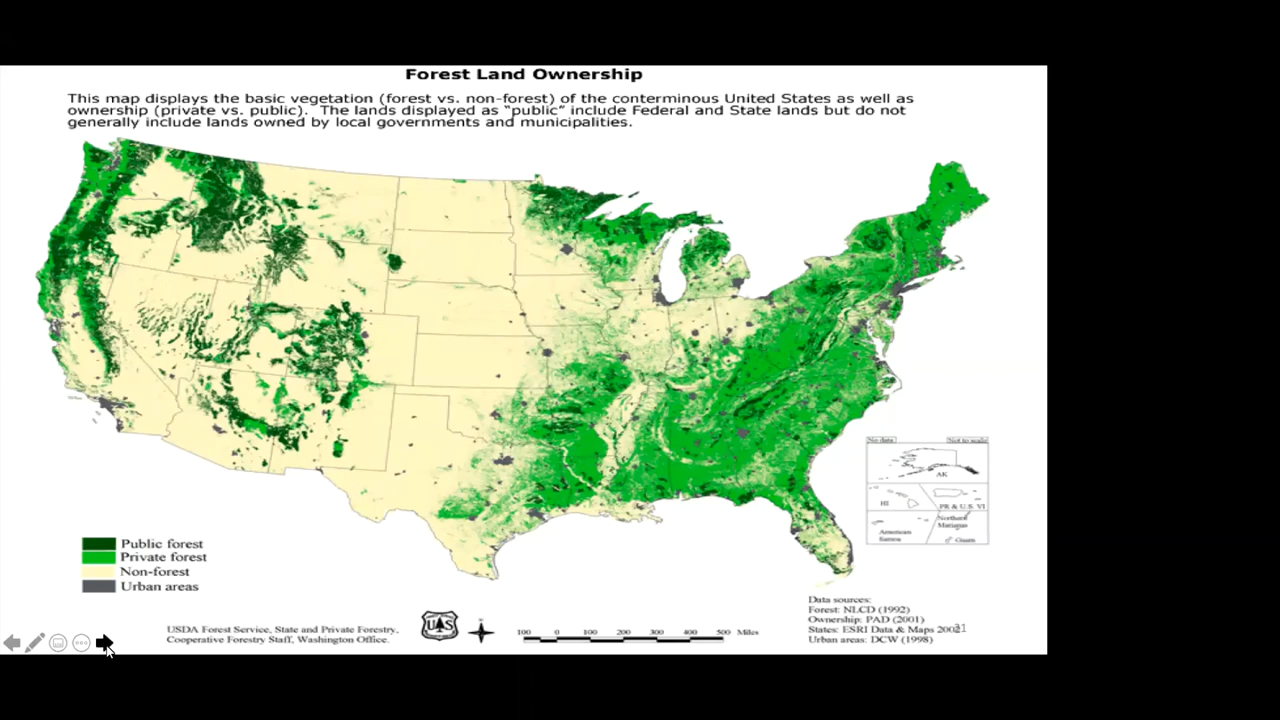 Forest Land Ownership
This map displays the basic vegetation (forest vs. non-forest) of the conterminous United States as well as
ownership (private vs. public). The lands displayed as "public" include Federal and State lands but do not
generally include lands owned by local governments and municipalities.
No data
Not to scale
AK
HI
PR & U.S. VI
American
Samoa
Northern
Marianas
Guam
Public forest
Private forest
Non-forest
Urban areas
USDA Forest Service, State and Private Forestry,
Cooperative Forestry Staff, Washington Office.
UAS
100 0 100 200 300 400 500 Miles
Data sources:
Forest: NLCD (1992)
Ownership: PAD (2001)
States: ESRI Data & Maps 2002
Urban areas: DCW (1998)